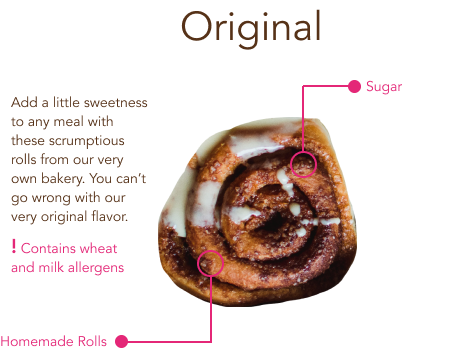 Original
Sugar
Add a little sweetness
to any meal with
these scrumptious
rolls from our very
own bakery. You can’t
go wrong with our
very original flavor.
! Contains wheat
and milk allergens
Homemade Rolls